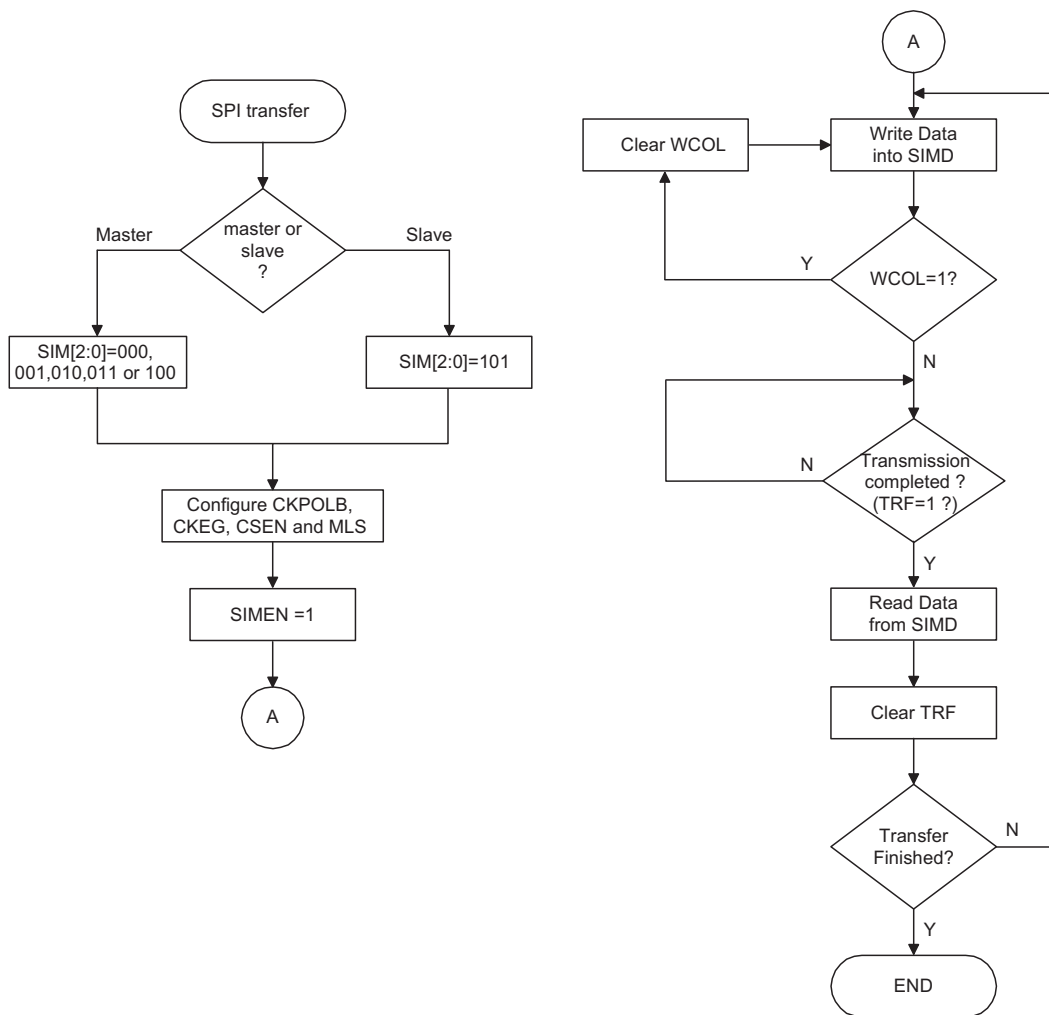 SPI transfer
master or
slave
?
Master
Slave
SIM[2:0]=000,
001,010,011 or 100
SIM[2:0]=101
Configure CKPOLB,
CKEG, CSEN and MLS
SIMEN =1
A
A
Write Data
into SIMD
Clear WCOL
WCOL=1?
Y
N
Transmission
completed ?
(TRF=1 ?)
N
Y
Read Data
from SIMD
Clear TRF
Transfer
Finished?
N
Y
END